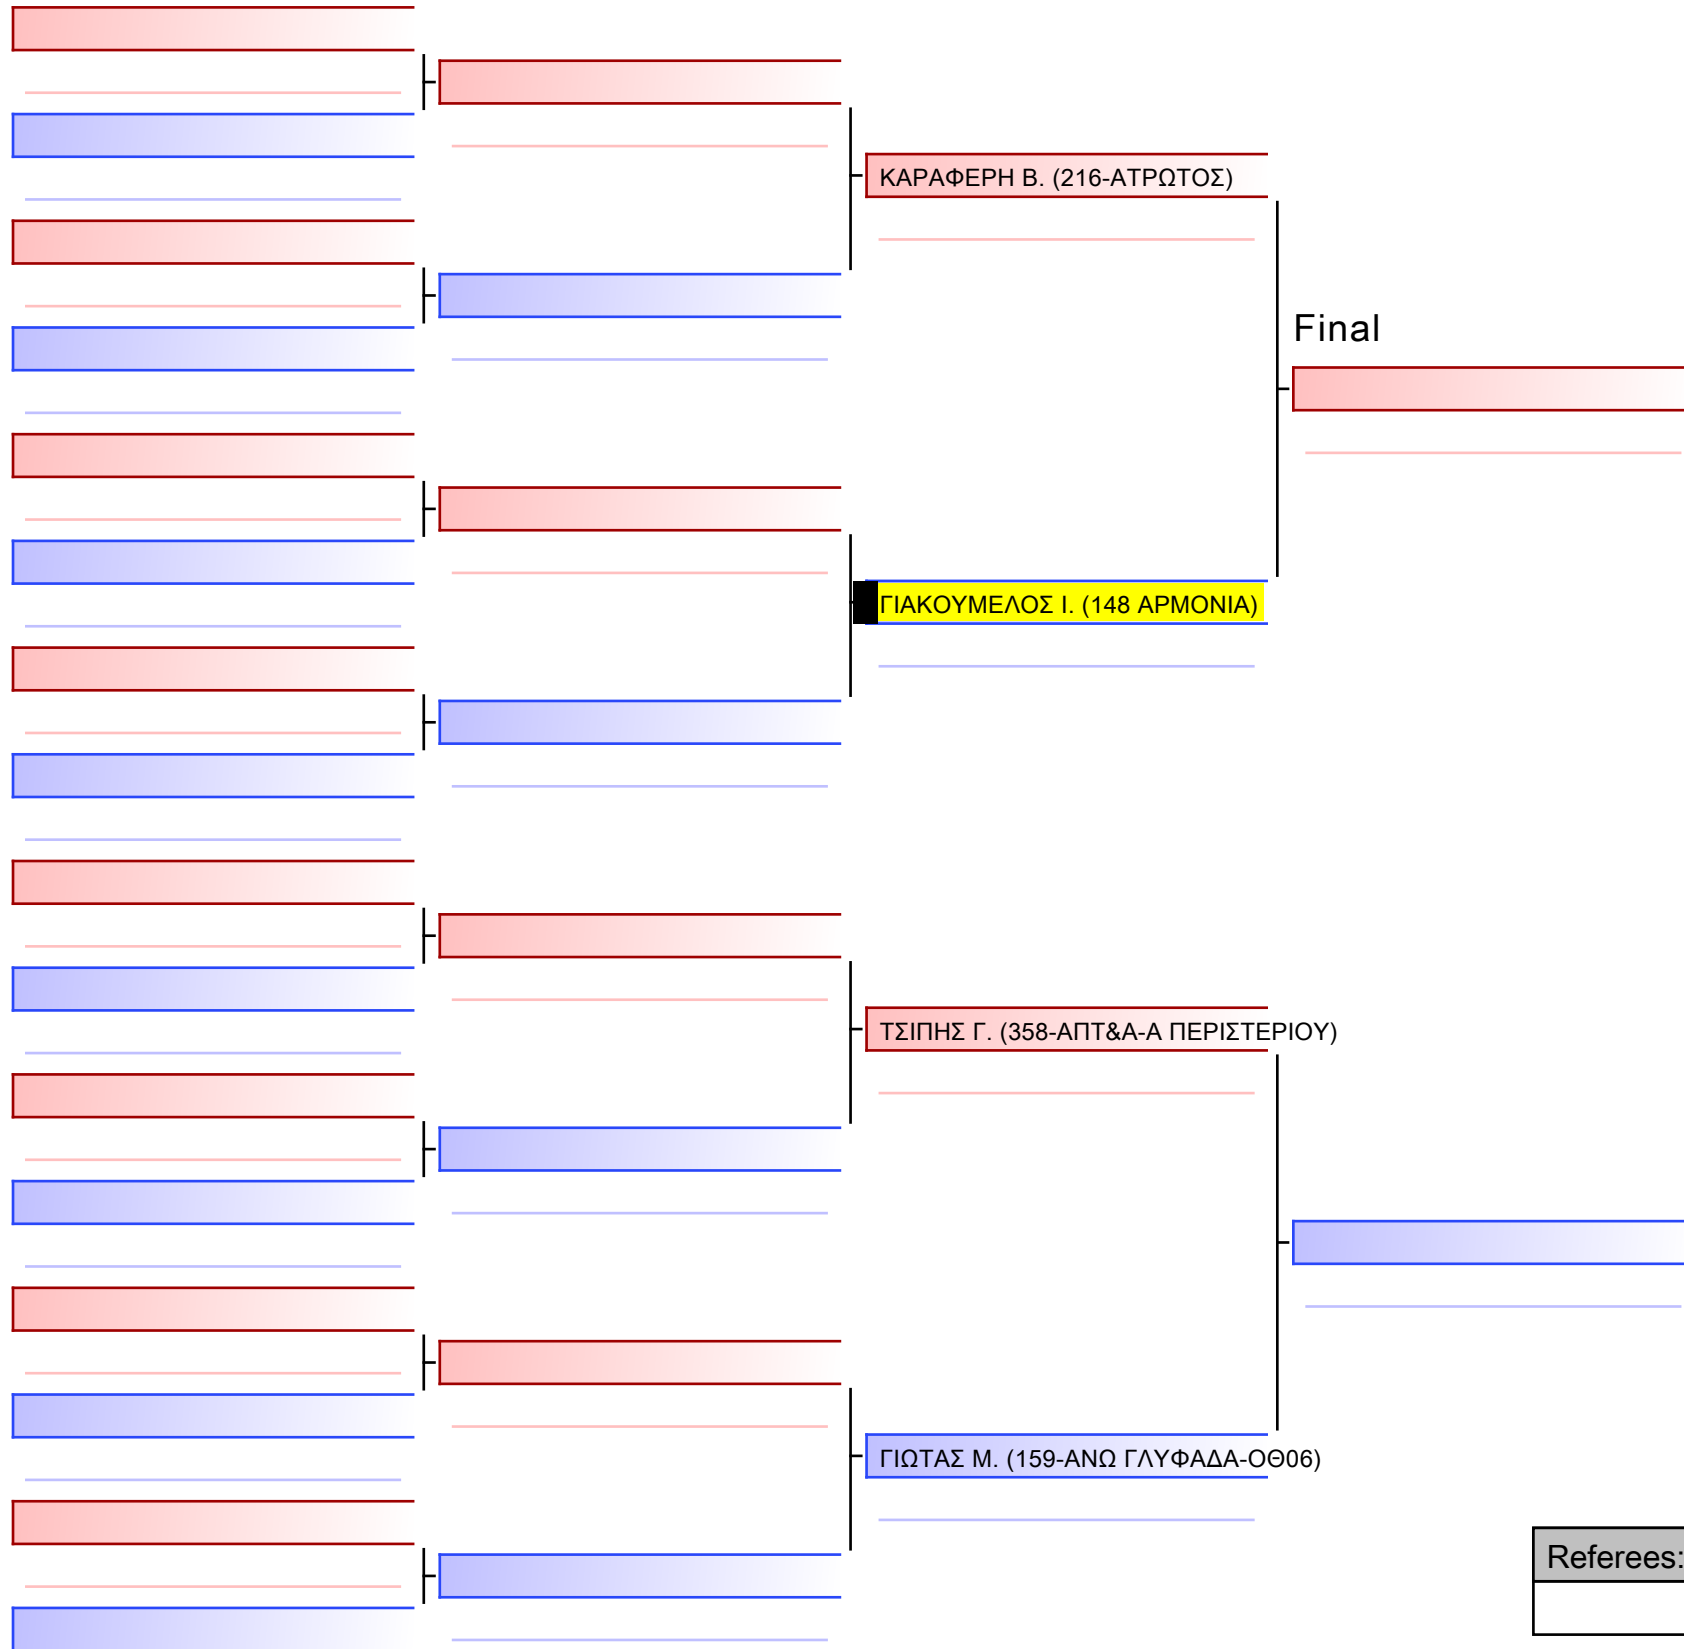 ΚΑΡΑΦΕΡΗ Β. (216-ΑΤΡΩΤΟΣ)
Final
ΓΙΑΚΟΥΜΕΛΟΣ Ι. (148 ΑΡΜΟΝΙΑ)
ΤΣΙΠΗΣ Γ. (358-ΑΠΤ&Α-Α ΠΕΡΙΣΤΕΡΙΟΥ)
ΓΙΩΤΑΣ Μ. (159-ΑΝΩ ΓΛΥΦΑΔΑ-ΟΘ06)
Referees: